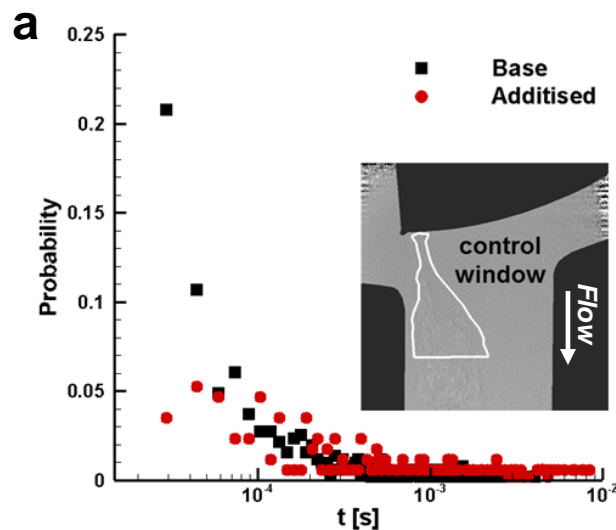 a
0.25
0.2
0.15
0.1
0.05
0
Probability
Base
Additised
control
window
Flow
10-4
10-3
10-2
t [s]